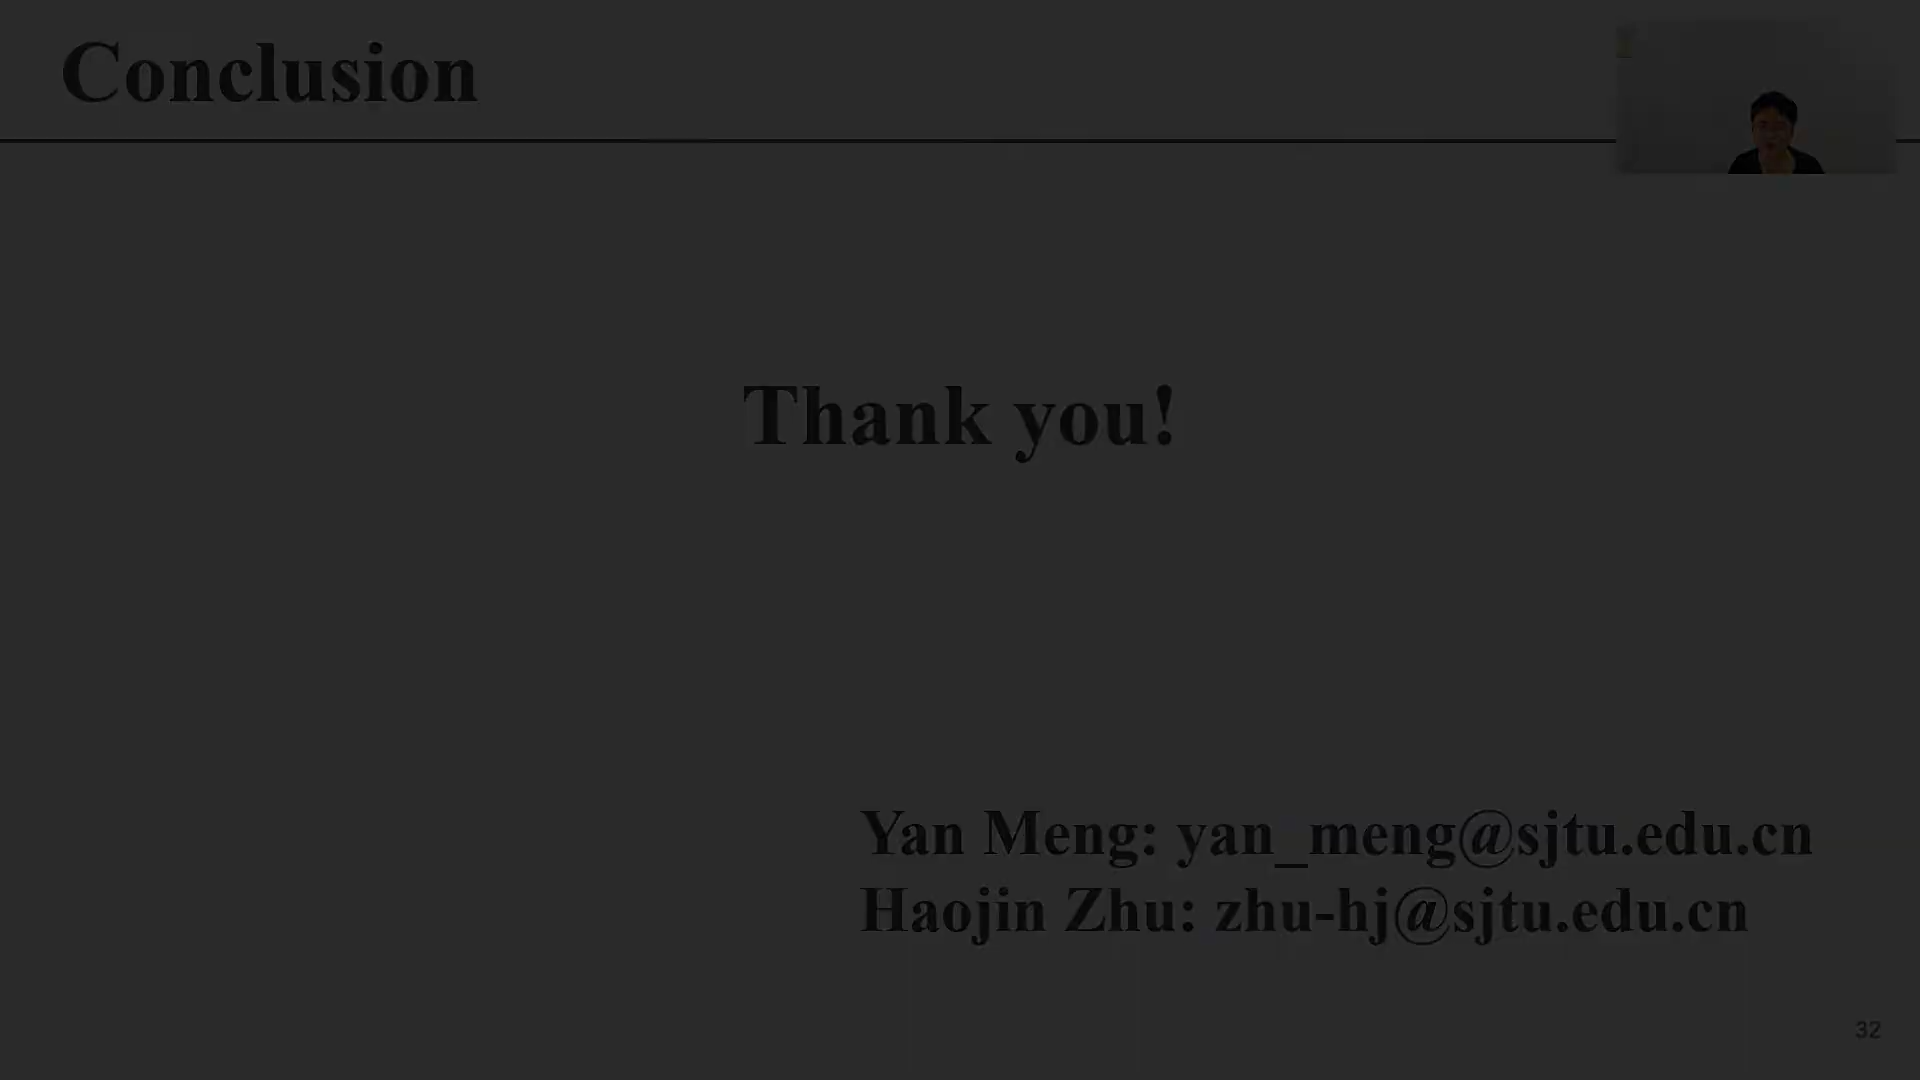 Conclusion
Thank you!
Yan Meng: yan_meng@sjtu.edu.cn
Haojin Zhu: zhu-hj@sjtu.edu.cn
32